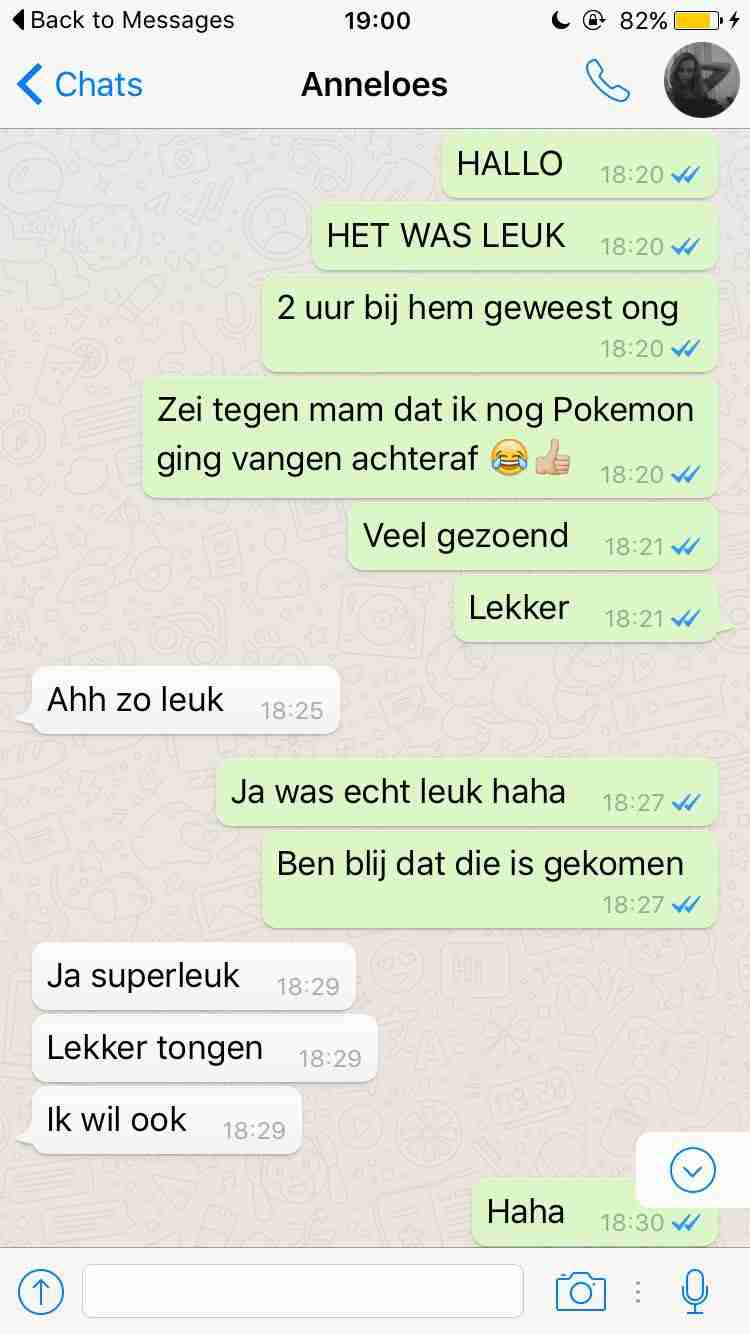 Back to Messages 19:00 82%
Chats Anneloes
HALLO 18:20
HET WAS LEUK 18:20
2 uur bij hem geweest ong
18:20
Zei tegen mam dat ik nog Pokemon
ging vangen achteraf 😂👍🏼 18:20
Veel gezoend 18:21
Lekker 18:21
Ahh zo leuk 18:25
Ja was echt leuk haha 18:27
Ben blij dat die is gekomen
18:27
Ja superleuk 18:29
Lekker tongen 18:29
Ik wil ook 18:29
Haha 18:30